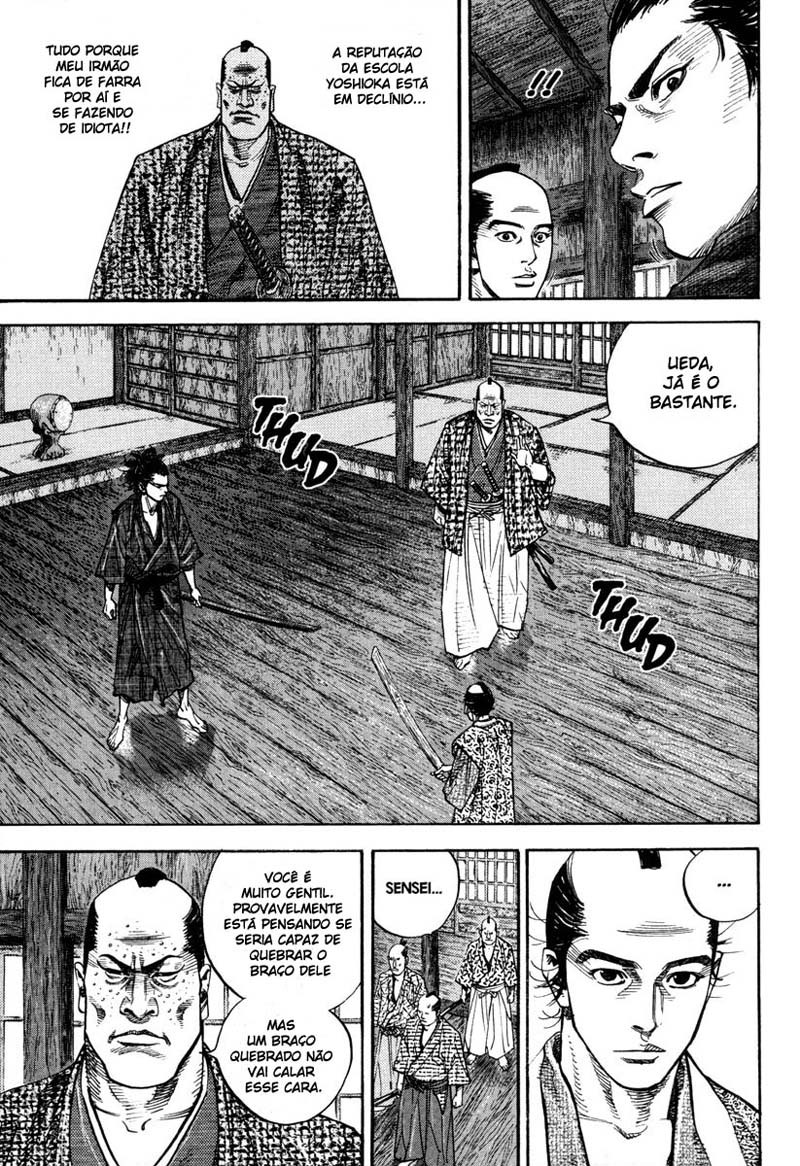 !!
A REPUTAÇÃO
DA ESCOLA
YOSHIOKA ESTÁ
EM DECLÍNIO...
TUDO PORQUE
MEU IRMÃO
FICA DE FARRA
POR AÍ E
SE FAZENDO
DE IDIOTA!!
UEDA,
JÁ É O
BASTANTE.
THUD
THUD
...
SENSEI...
VOCÊ É
MUITO GENTIL.
PROVAVELMENTE
ESTÁ PENSANDO SE
SERIA CAPAZ DE
QUEBRAR O
BRAÇO DELE
MAS
UM BRAÇO
QUEBRADO NÃO
VAI CALAR
ESSE CARA.